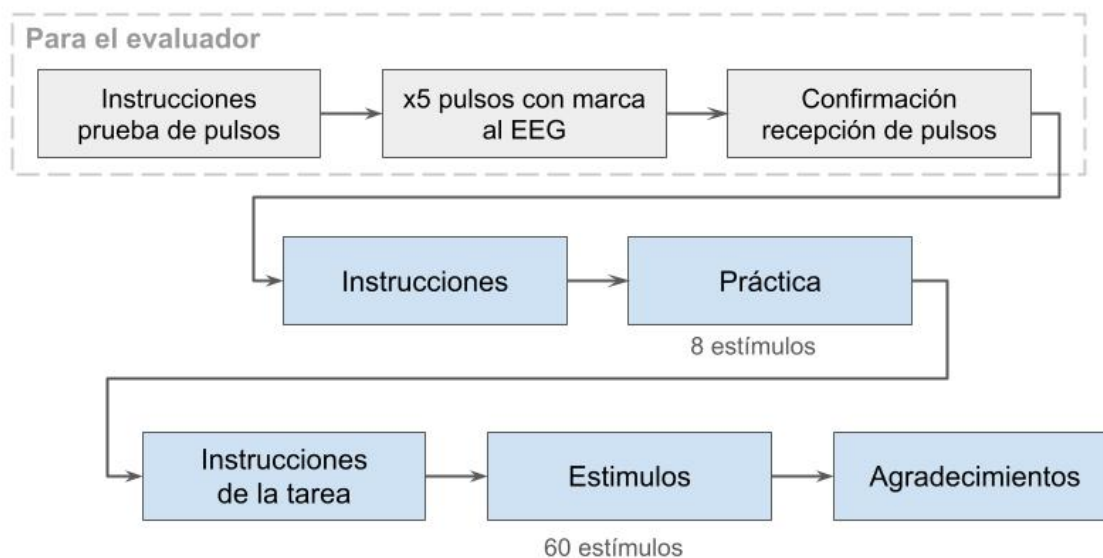 Para el evaluador
Instrucciones
prueba de pulsos
x5 pulsos con marca
al EEG
Confirmación
recepción de pulsos
Instrucciones
Práctica
8 estímulos
Instrucciones
de la tarea
Estimulos
Agradecimientos
60 estímulos